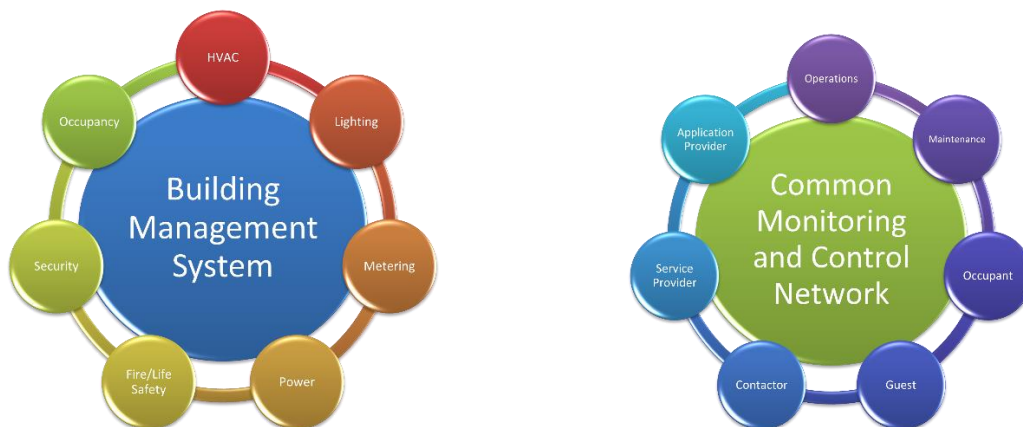 HVAC
Lighting
Metering
Power
Fire/Life
Safety
Security
Occupancy
Building
Management
System
Operations
Maintenance
Occupant
Guest
Contactor
Service
Provider
Application
Provider
Common
Monitoring
and Control
Network